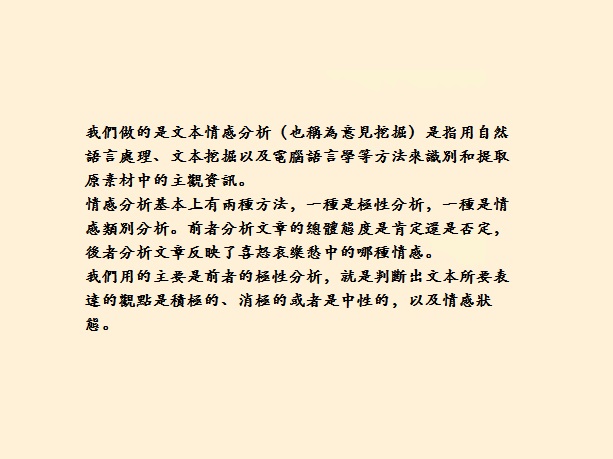 我們做的是文本情感分析（也稱為意見挖掘）是指用自然
語言處理、文本挖掘以及電腦語言學等方法來識別和提取
原素材中的主觀資訊。
情感分析基本上有兩種方法，一種是極性分析，一種是情
感類別分析。前者分析文章的總體態度是肯定還是否定，
後者分析文章反映了喜怒哀樂愁中的哪種情感。
我們用的主要是前者的極性分析，就是判斷出文本所要表
達的觀點是積極的、消極的或者是中性的，以及情感狀
態。